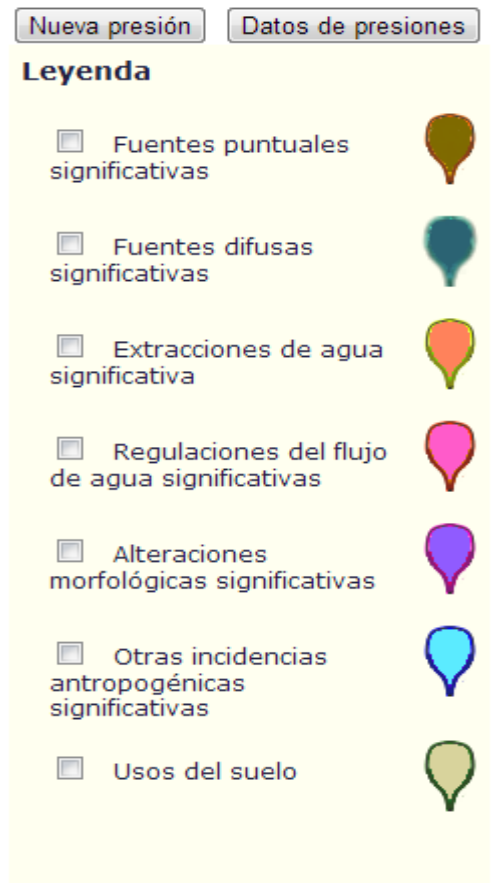 Nueva presión Datos de presiones
Leyenda
Fuentes puntuales
significativas
Fuentes difusas
significativas
Extracciones de agua
significativa
Regulaciones del flujo
de agua significativas
Alteraciones
morfológicas significativas
Otras incidencias
antropogénicas
significativas
Usos del suelo